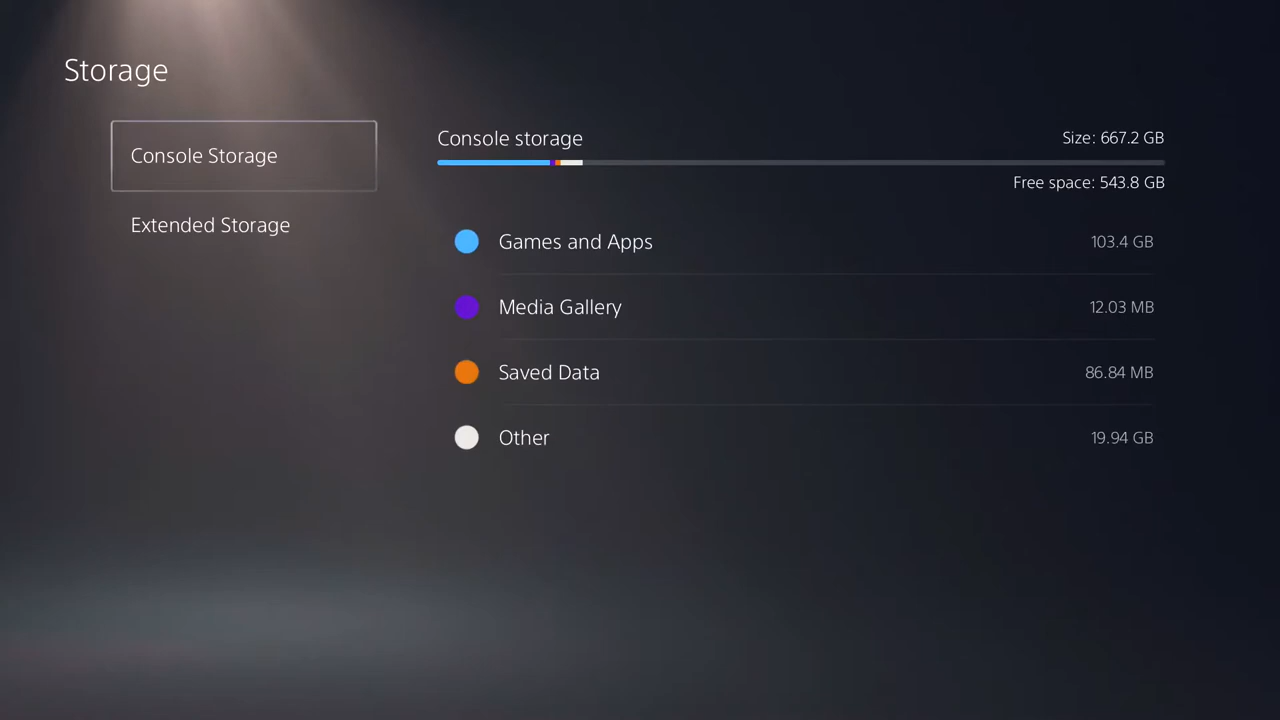 Storage
Console Storage
Extended Storage
Console storage
Size: 667.2 GB
Free space: 543.8 GB
Games and Apps
103.4 GB
Media Gallery
12.03 MB
Saved Data
86.84 MB
Other
19.94 GB